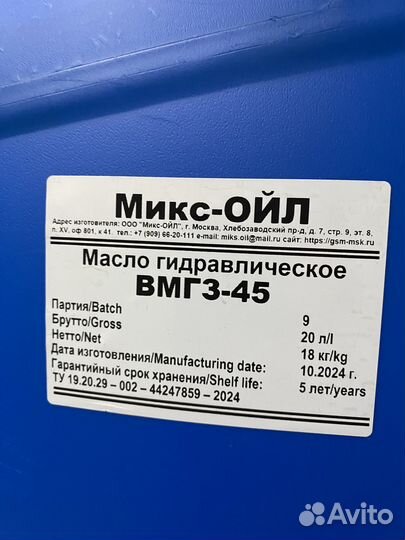 Микс-ОЙЛ
Адрес изготовителя: ООО "Микс-ОЙЛ", г. Москва, Хлебозаводский пр-д, д. 7, стр. 9, эт. 8,
п. XV, оф 801, к 41. тел.: +7 (909) 66-20-111 e-mail: miks.oil@mail.ru сайт: https://gsm-msk.ru
Масло гидравлическое
ВМГЗ-45
Партия/Batch 9
Брутто/Gross 20 л/l
Нетто/Net 18 кг/kg
Дата изготовления/Manufacturing date: 10.2024 г.
Гарантийный срок хранения/Shelf life: 5 лет/years
ТУ 19.20.29 – 002 – 44247859 – 2024
Avito